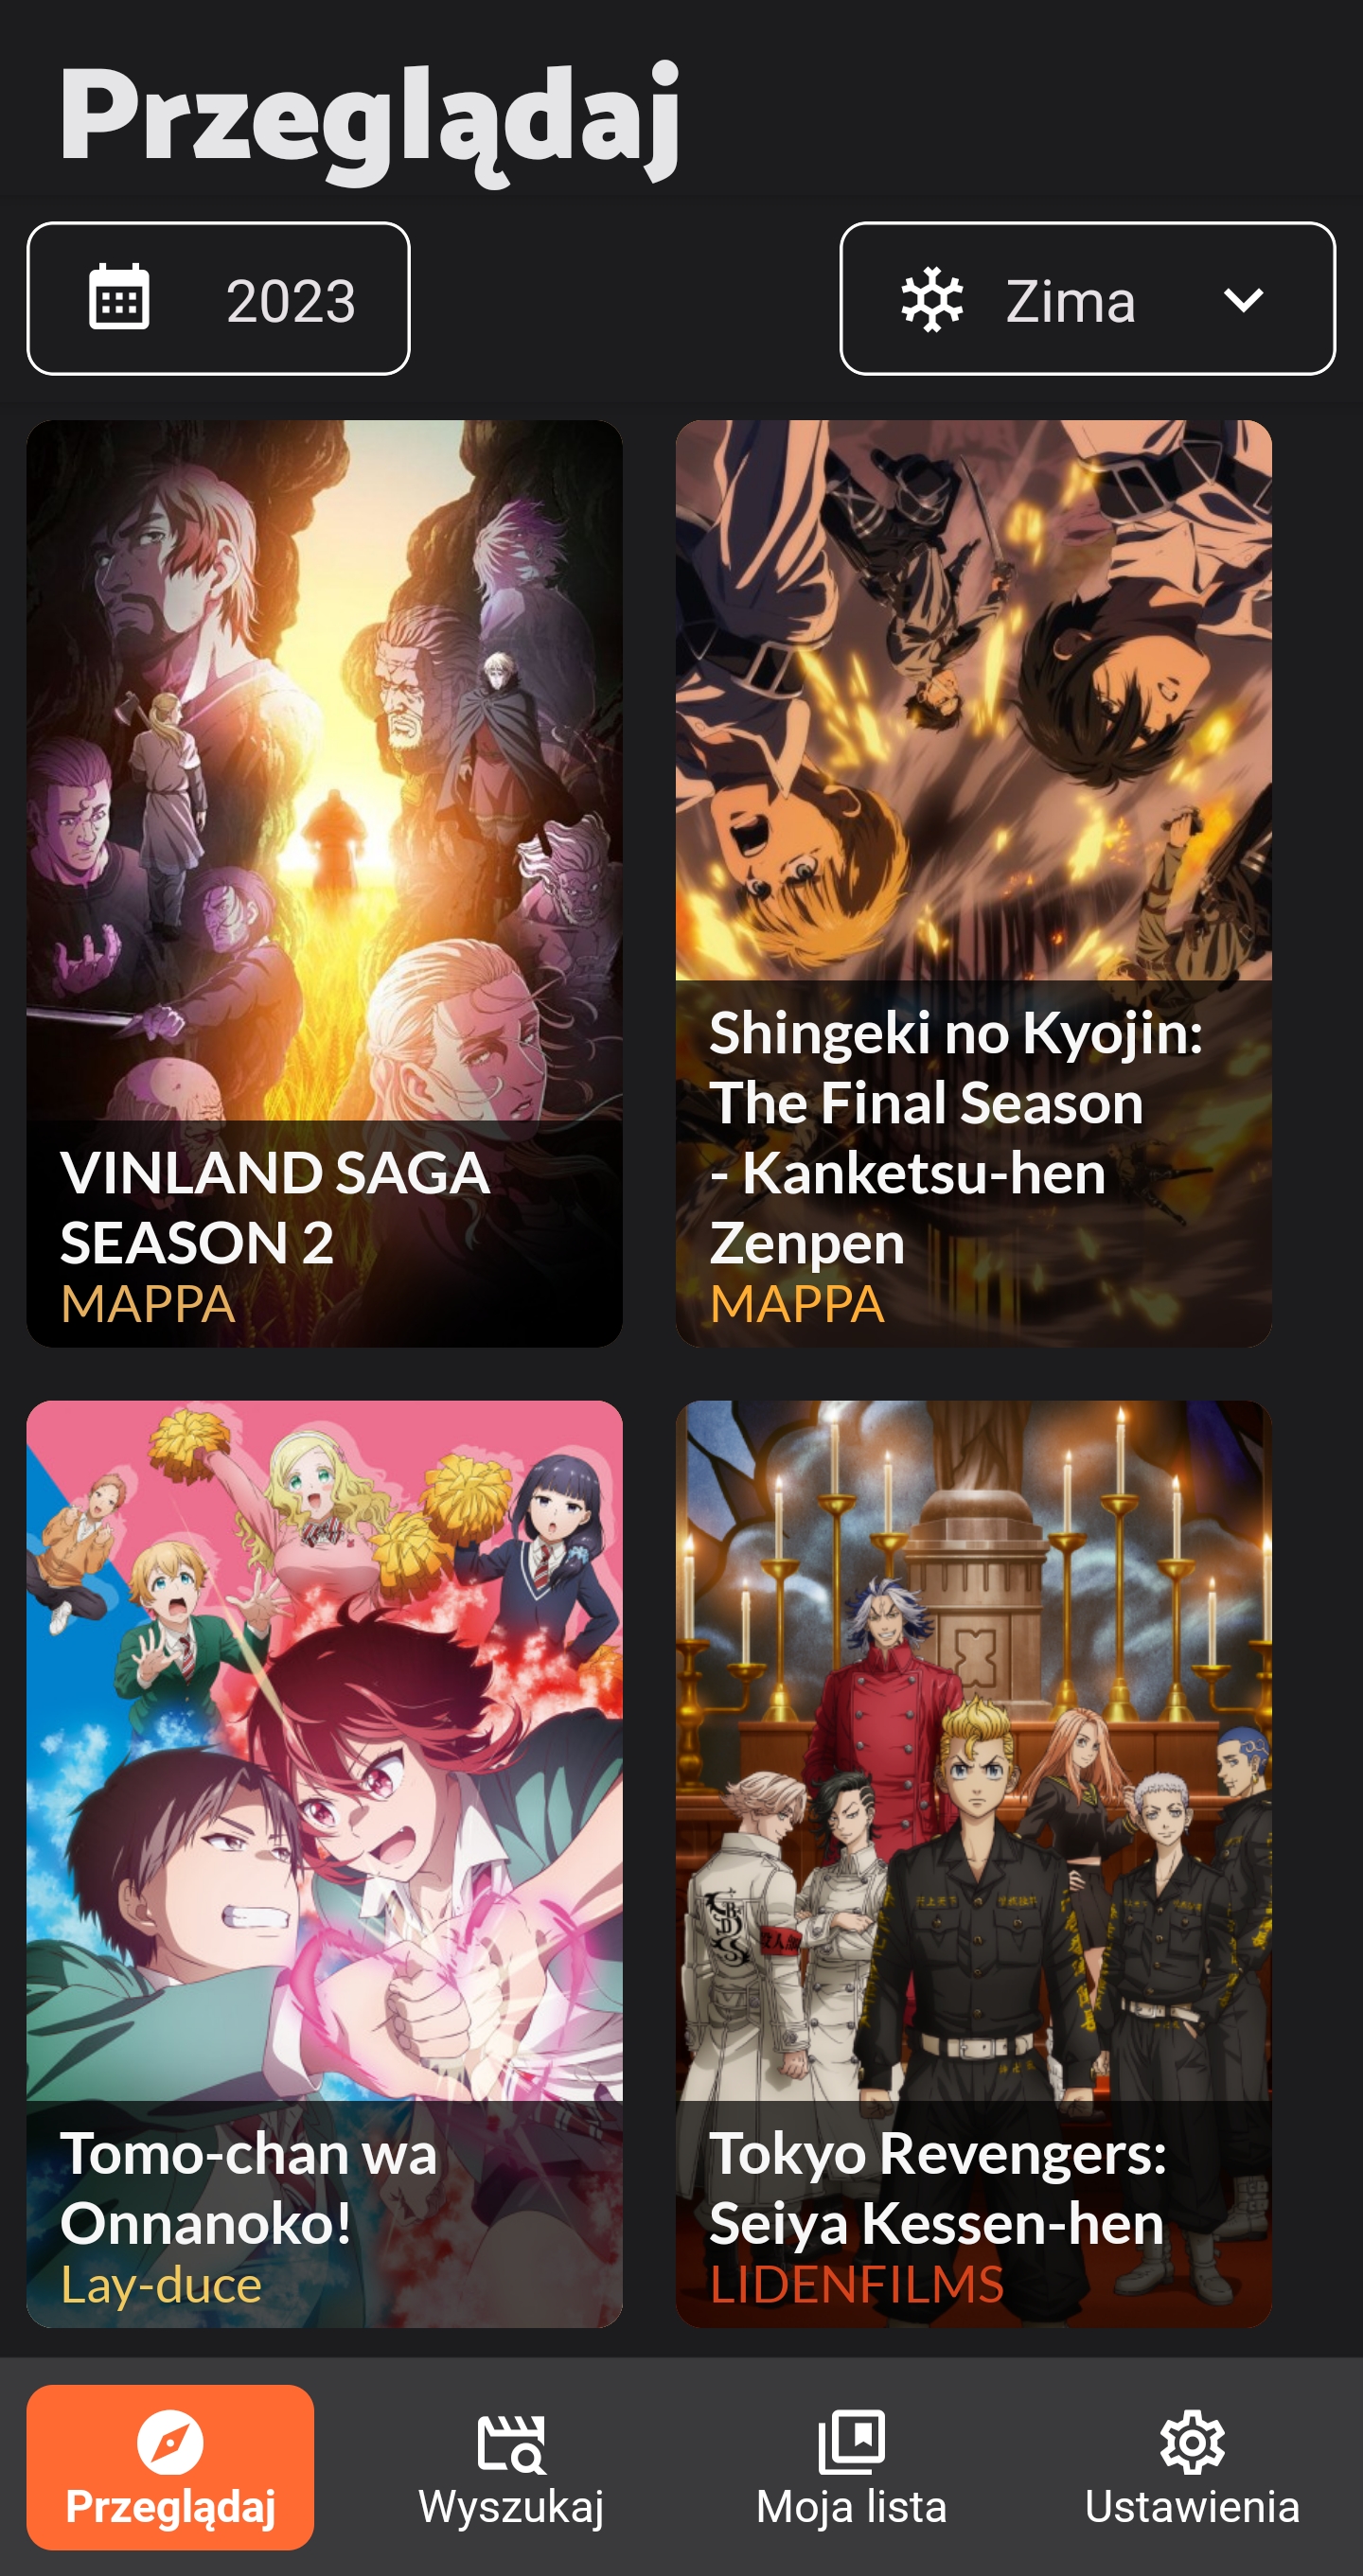 Przeglądaj
2023
Zima
VINLAND SAGA
SEASON 2
MAPPA
Shingeki no Kyojin:
The Final Season
- Kanketsu-hen
Zenpen
MAPPA
Tomo-chan wa
Onnanoko!
Lay-duce
Tokyo Revengers:
Seiya Kessen-hen
LIDENFILMS
Przeglądaj
Wyszukaj
Moja lista
Ustawienia